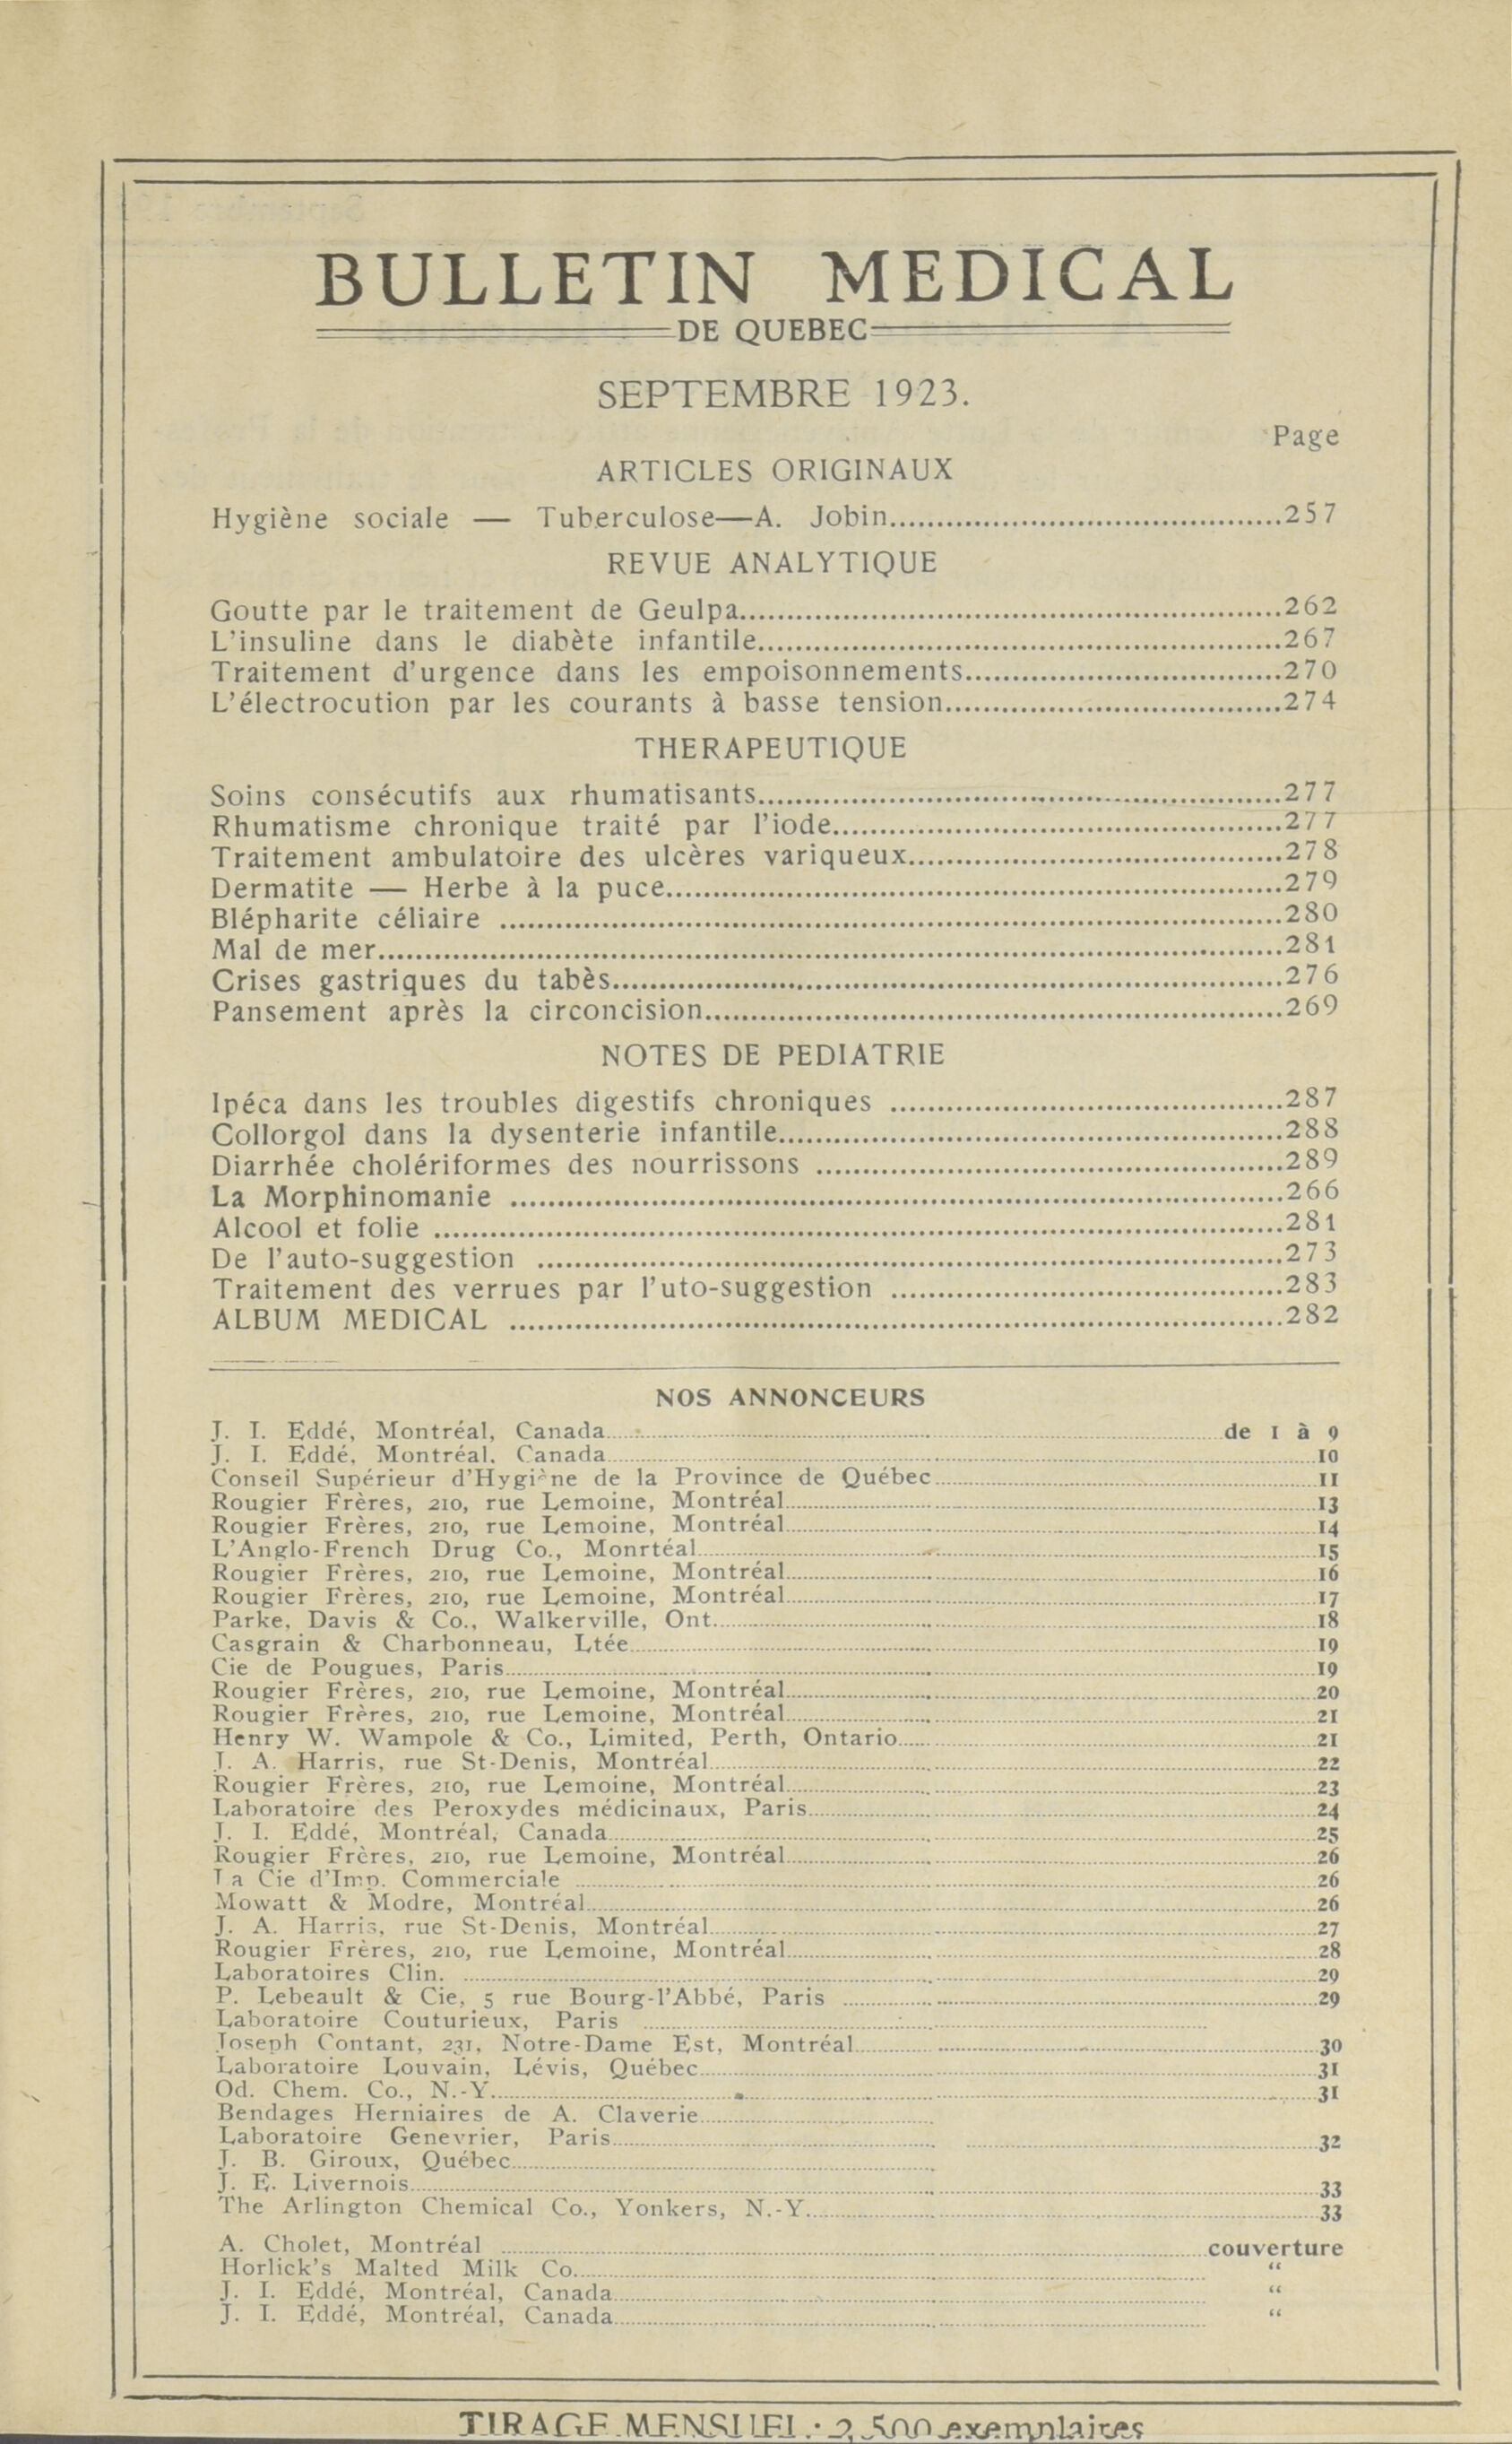 BULLETIN MEDICAL
DE QUEBEC
SEPTEMBRE 1923.
Page
ARTICLES ORIGINAUX
Hygiène sociale — Tuberculose—A. Jobin 257
REVUE ANALYTIQUE
Goutte par le traitement de Geulpa 262
L'insuline dans le diabète infantile 267
Traitement d'urgence dans les empoisonnements 270
L'électrocution par les courants à basse tension 274
THERAPEUTIQUE
Soins consécutifs aux rhumatisants 277
Rhumatisme chronique traité par l'iode 277
Traitement ambulatoire des ulcères variqueux 278
Dermatite — Herbe à la puce 279
Blépharite céliaire 280
Mal de mer 281
Crises gastriques du tabès 276
Pansement après la circoncision 269
NOTES DE PEDIATRIE
Ipéca dans les troubles digestifs chroniques 287
Collorgol dans la dysenterie infantile 288
Diarrhée cholériformes des nourrissons 289
La Morphinomanie 266
Alcool et folie 281
De l'auto-suggestion 273
Traitement des verrues par l'uto-suggestion 283
ALBUM MEDICAL 282
NOS ANNONCEURS
J. I. Eddé, Montréal, Canada de 1 à 9
J. I. Eddé, Montréal. Canada 10
Conseil Supérieur d'Hygiène de la Province de Québec 11
Rougier Frères, 210, rue Lemoine, Montréal 13
Rougier Frères, 210, rue Lemoine, Montréal 14
L'Anglo-French Drug Co., Monrtéal 15
Rougier Frères, 210, rue Lemoine, Montréal 16
Rougier Frères, 210, rue Lemoine, Montréal 17
Parke, Davis & Co., Walkerville, Ont. 18
Casgrain & Charbonneau, Ltée 19
Cie de Pougues, Paris 19
Rougier Frères, 210, rue Lemoine, Montréal 20
Rougier Frères, 210, rue Lemoine, Montréal 21
Henry W. Wampole & Co., Limited, Perth, Ontario 21
J. A. Harris, rue St-Denis, Montréal 22
Rougier Frères, 210, rue Lemoine, Montréal 23
Laboratoire des Peroxydes médicinaux, Paris 24
J. I. Eddé, Montréal, Canada 25
Rougier Frères, 210, rue Lemoine, Montréal 26
La Cie d'Imp. Commerciale 26
Mowatt & Modre, Montréal 26
J. A. Harris, rue St-Denis, Montréal 27
Rougier Frères, 210, rue Lemoine, Montréal 28
Laboratoires Clin. 29
P. Lebeault & Cie, 5 rue Bourg-l'Abbé, Paris 29
Laboratoire Couturieux, Paris
Joseph Contant, 231, Notre-Dame Est, Montréal 30
Laboratoire Louvain, Lévis, Québec 31
Od. Chem. Co., N.-Y. 31
Bendages Herniaires de A. Claverie
Laboratoire Genevrier, Paris 32
J. B. Giroux, Québec
J. E. Livernois 33
The Arlington Chemical Co., Yonkers, N.-Y. 33
A. Cholet, Montréal couverture
Horlick's Malted Milk Co. "
J. I. Eddé, Montréal, Canada "
J. I. Eddé, Montréal, Canada "
TIRAGE MENSUEL : 2,500 exemplaires